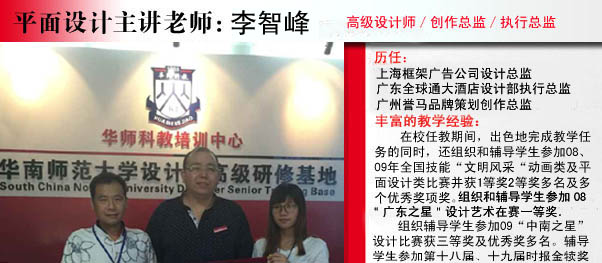 平面设计主讲老师: 李智峰
高级设计师 / 创作总监 / 执行总监
华师科教培训中心
华南师范大学设计 高级研修基地
South China No University D er Senior Training Base
历任:
上海框架广告公司设计总监
广东全球通大酒店设计部执行总监
广州誉马品牌策划创作总监
丰富的教学经验:
在校任教期间，出色地完成教学任
务的同时，还组织和辅导学生参加08、
09年全国技能“文明风采“动画类及平
面设计类比赛并获1等奖2等奖多名及多
个优秀奖项奖。组织和辅导学生参加 08
"广东之星"设计艺术在赛一等奖.
组织辅导学生参加09“中南之星”
设计比赛获三等奖及优秀奖多名。辅导
学生参加第十八届、十九届时报金犊奖